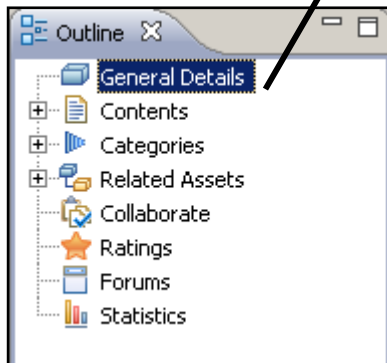 Outline
General Details
Contents
Categories
Related Assets
Collaborate
Ratings
Forums
Statistics